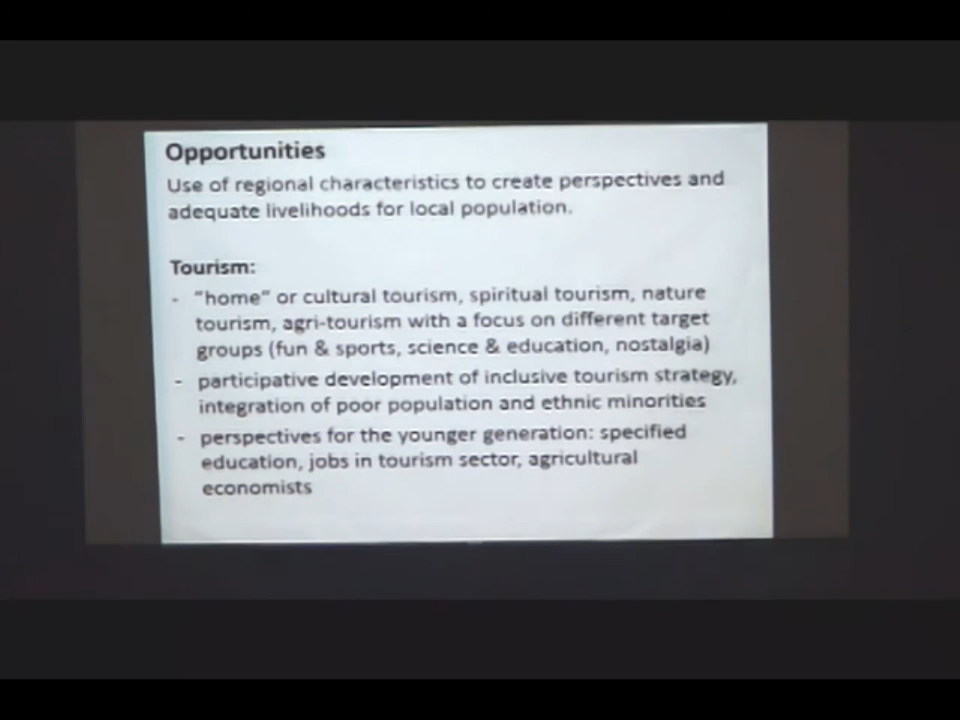 Opportunities
Use of regional characteristics to create perspectives and
adequate livelihoods for local population.
Tourism:
- "home" or cultural tourism, spiritual tourism, nature
tourism, agri-tourism with a focus on different target
groups (fun & sports, science & education, nostalgia)
- participative development of inclusive tourism strategy,
integration of poor population and ethnic minorities
- perspectives for the younger generation: specified
education, jobs in tourism sector, agricultural
economists